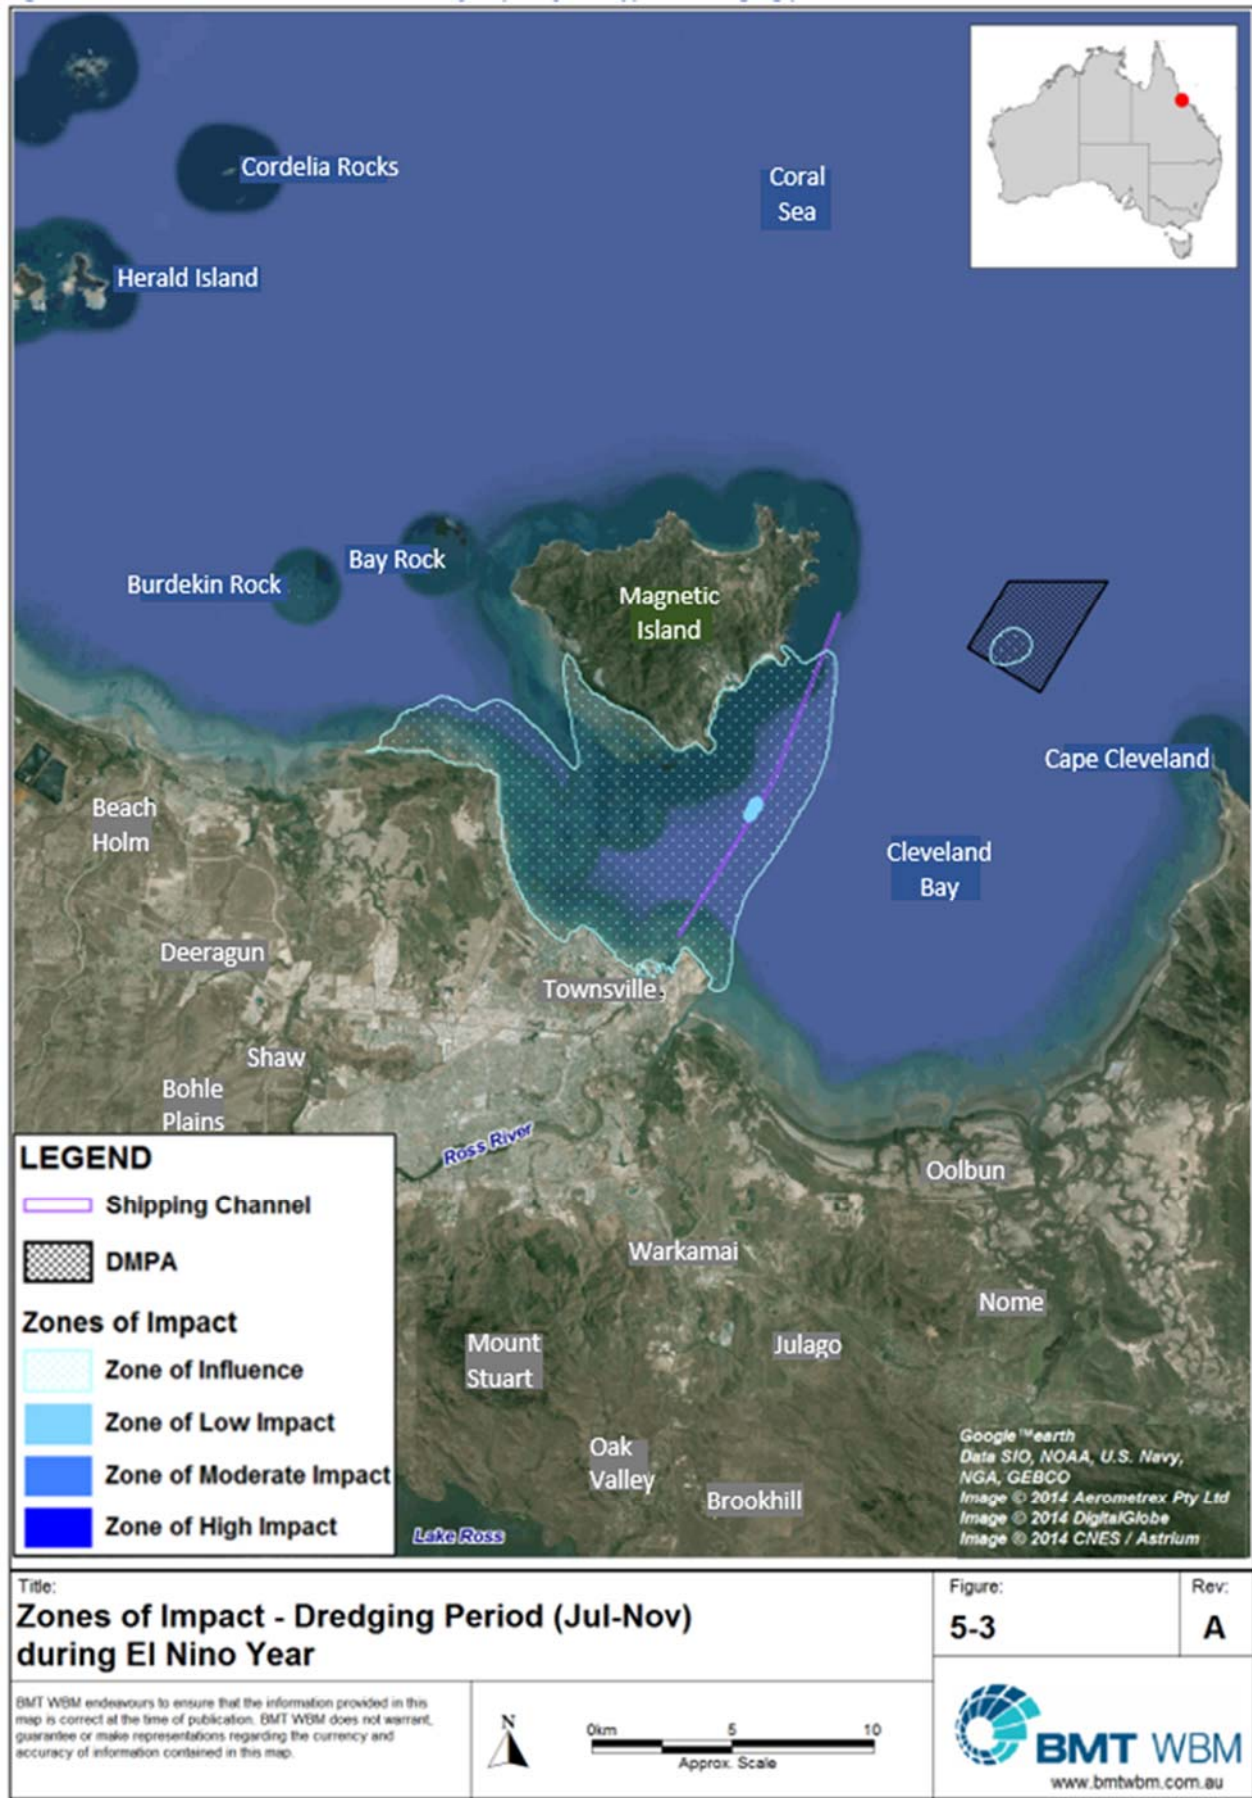 Cordelia Rocks
Coral
Sea
Herald Island
Bay Rock
Burdekin Rock
Magnetic
Island
Cape Cleveland
Beach
Holm
Cleveland
Bay
Deeragun
Townsville
Shaw
Bohle
Plains
Ross River
Oolbun
Warkamai
Nome
Mount
Stuart
Julago
Oak
Valley
Brookhill
Lake Ross
LEGEND
Shipping Channel
DMPA
Zones of Impact
Zone of Influence
Zone of Low Impact
Zone of Moderate Impact
Zone of High Impact
Google™earth
Data SIO, NOAA, U.S. Navy,
NGA, GEBCO
Image © 2014 Aerometrex Pty Ltd
Image © 2014 DigitalGlobe
Image © 2014 CNES / Astrium
Title:
Zones of Impact - Dredging Period (Jul-Nov)
during El Nino Year
Figure:
5-3
Rev:
A
BMT WBM endeavours to ensure that the information provided in this
map is correct at the time of publication. BMT WBM does not warrant,
guarantee or make representations regarding the currency and
accuracy of information contained in this map.
N
0km 5 10
Approx. Scale
BMT WBM
www.bmtwbm.com.au